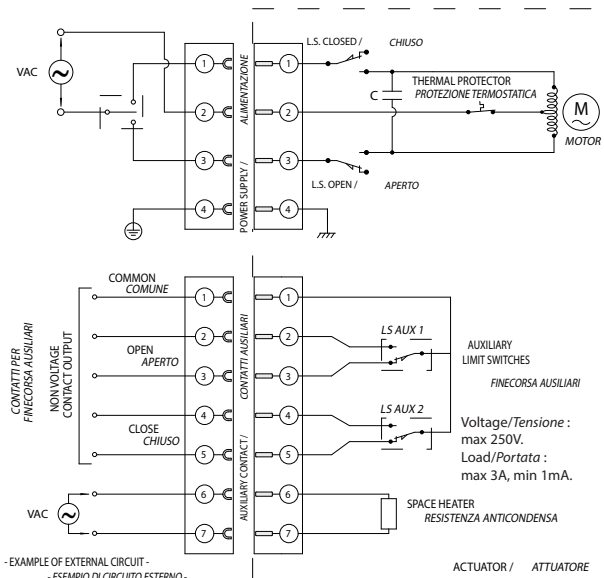 L.S. CLOSED / CHIUSO
VAC
1
1
THERMAL PROTECTOR
PROTEZIONE TERMOSTATICA
C
2
2
M
MOTOR
3
3
L.S. OPEN / APERTO
4
4
POWER SUPPLY / ALIMENTAZIONE
COMMON
COMUNE
1
1
2
2
LS AUX 1
OPEN
APERTO
3
3
AUXILIARY
LIMIT SWITCHES
FINECORSA AUSILIARI
4
4
LS AUX 2
CLOSE
CHIUSO
5
5
Voltage/Tensione :
max 250V.
Load/Portata :
max 3A, min 1mA.
CONTATTI PER
FINECORSA AUSILIARI
NON VOLTAGE
CONTACT OUTPUT
AUXILIARY CONTACT / CONTATTI AUSILIARI
6
6
VAC
SPACE HEATER
RESISTENZA ANTICONDENSA
7
7
- EXAMPLE OF EXTERNAL CIRCUIT -
- ESEMPIO DI CIRCUITO ESTERNO -
ACTUATOR / ATTUATORE